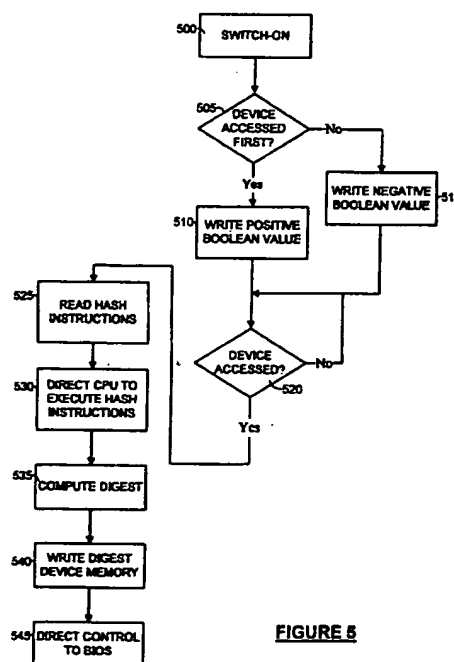 500
SWITCH-ON
505
DEVICE
ACCESSED
FIRST?
No
Yes
WRITE NEGATIVE
BOOLEAN VALUE
51
510
WRITE POSITIVE
BOOLEAN VALUE
525
READ HASH
INSTRUCTIONS
DEVICE
ACCESSED?
No
520
Yes
530
DIRECT CPU TO
EXECUTE HASH
INSTRUCTIONS
535
COMPUTE DIGEST
540
WRITE DIGEST
DEVICE MEMORY
545
DIRECT CONTROL
TO BIOS
FIGURE 5